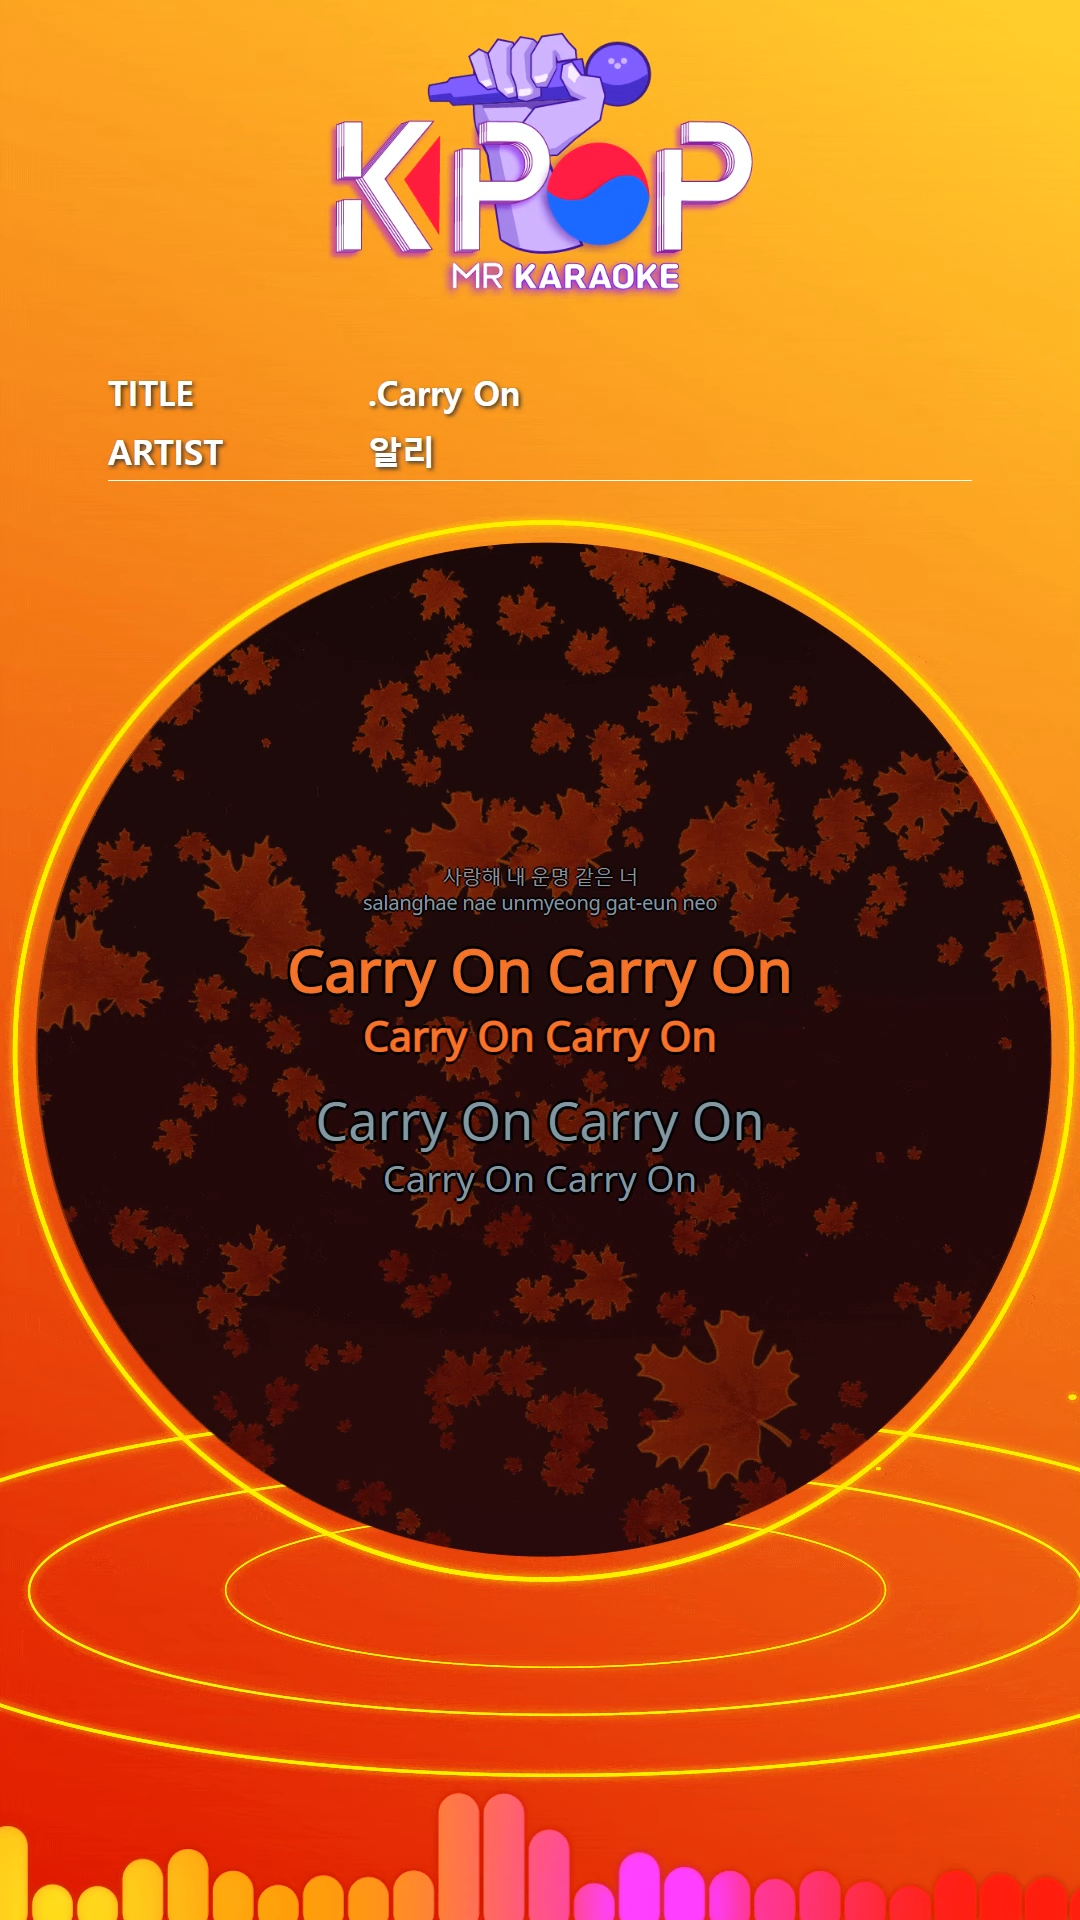 KPOP
MR KARAOKE
TITLE .Carry On
ARTIST 알리
사랑해 내 운명 같은 너
salanghae nae unmyeong gat-eun neo
Carry On Carry On
Carry On Carry On
Carry On Carry On
Carry On Carry On